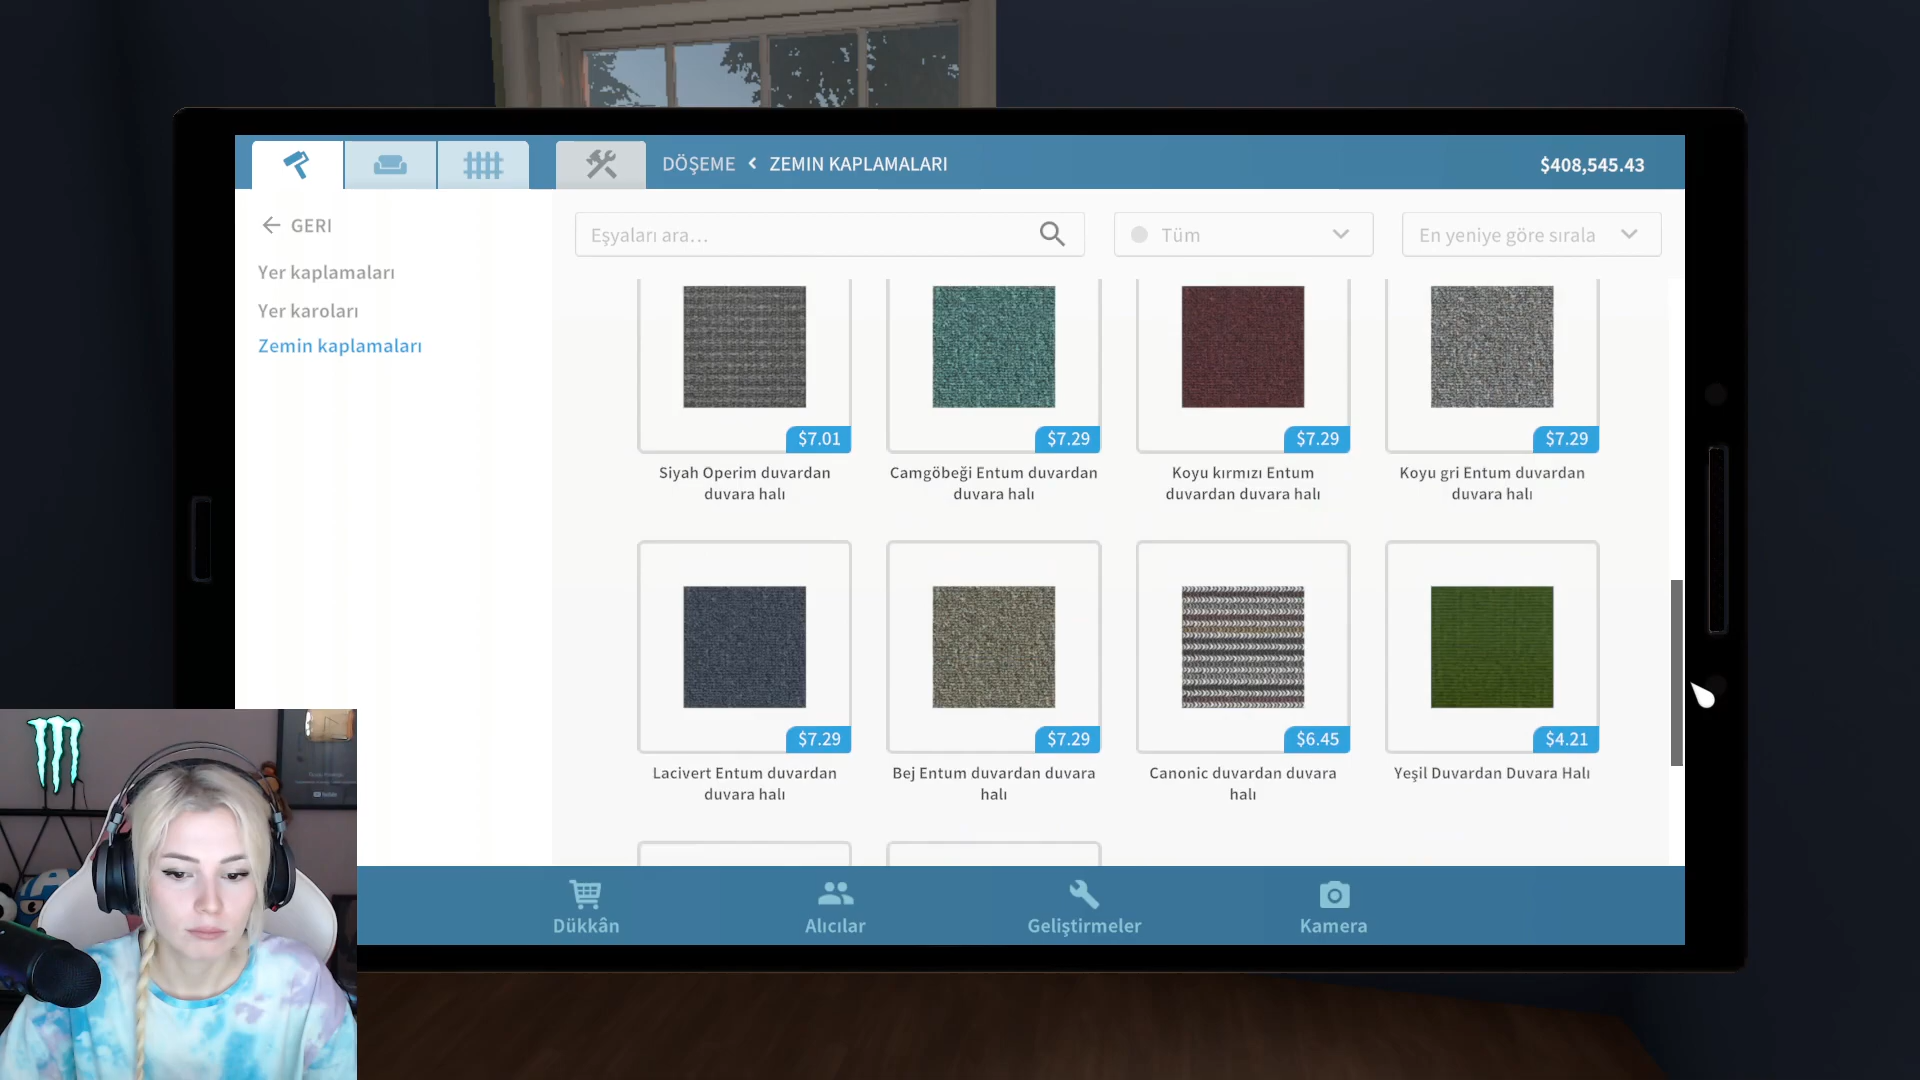 DÖŞEME < ZEMIN KAPLAMALARI
$408,545.43
GERI
Yer kaplamaları
Yer karoları
Zemin kaplamaları
Eşyaları ara...
Tüm
En yeniye göre sırala
$7.01
$7.29
$7.29
$7.29
Siyah Operim duvardan
duvara halı
Camgöbeği Entum duvardan
duvara halı
Koyu kırmızı Entum
duvardan duvara halı
Koyu gri Entum duvardan
duvara halı
$7.29
$7.29
$6.45
$4.21
Lacivert Entum duvardan
duvara halı
Bej Entum duvardan duvara
halı
Canonic duvardan duvara
halı
Yeşil Duvardan Duvara Halı
Dükkân
Alıcılar
Geliştirmeler
Kamera